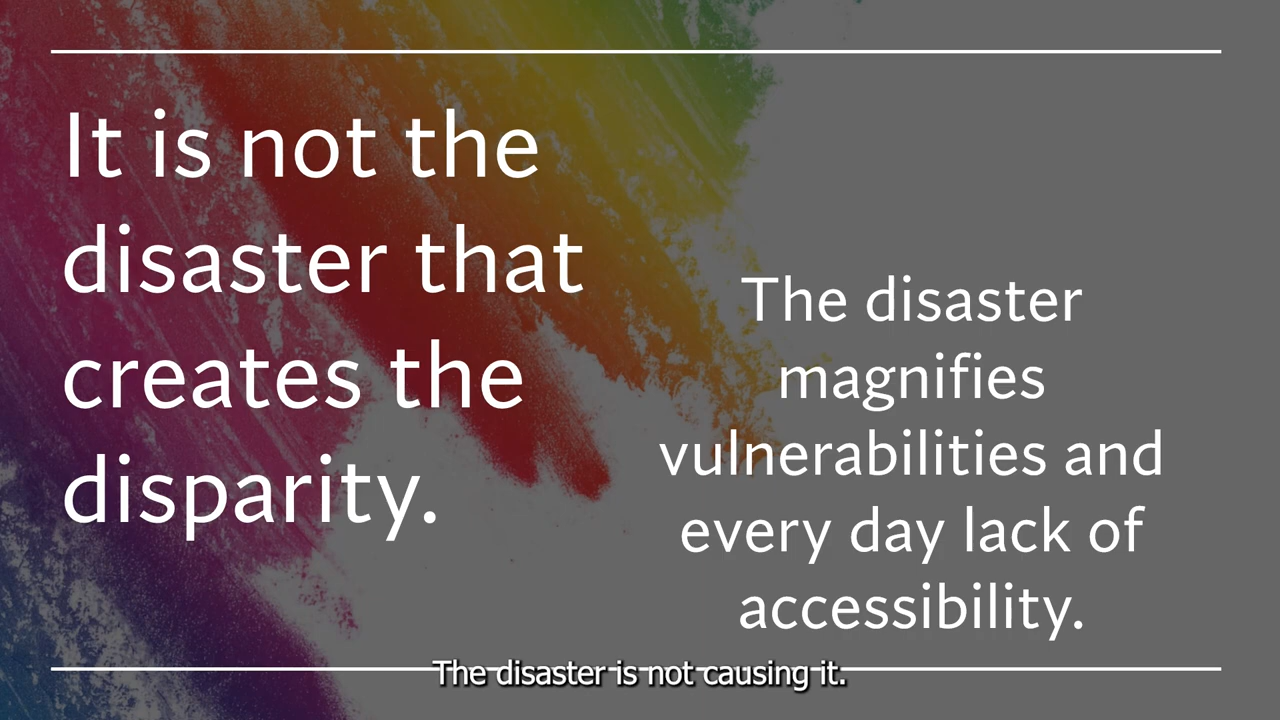 It is not the
disaster that
creates the
disparity.
The disaster
magnifies
vulnerabilities and
every day lack of
accessibility.
The disaster is not causing it.